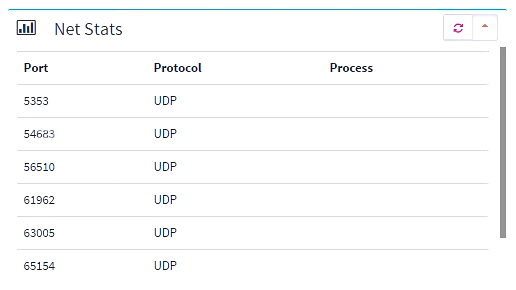 Net Stats
Port Protocol Process
5353 UDP
54683 UDP
56510 UDP
61962 UDP
63005 UDP
65154 UDP